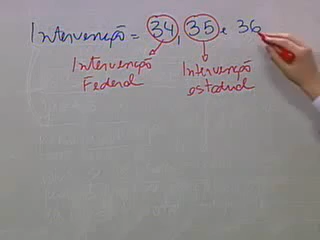 Intervenção = 34, 35 e 36
Intervenção Federal
Intervenção estadual